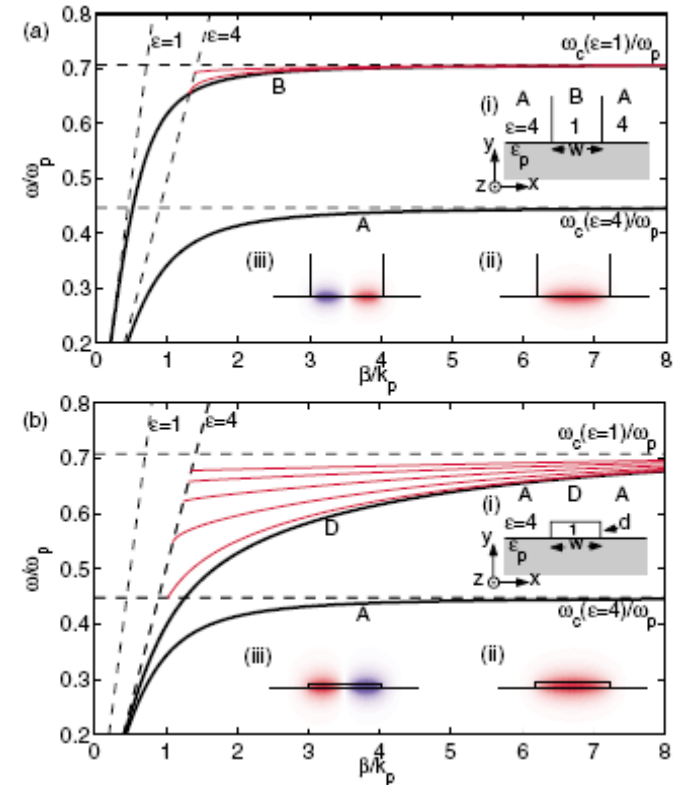 (a)
ε=1
ε=4
0.8
0.7
0.6
0.5
0.4
0.3
0.2
ω/ω_p
ω_c(ε=1)/ω_p
B
(i)
A B A
ε=4 1 4
y ε_p w
z x
ω_c(ε=4)/ω_p
A
(iii) (ii)
0 1 2 3 4 5 6 7 8
β/k_p
(b)
ε=1
ε=4
0.8
0.7
0.6
0.5
0.4
0.3
0.2
ω/ω_p
ω_c(ε=1)/ω_p
D
(i)
A D A
ε=4 1 d
y ε_p w
z x
ω_c(ε=4)/ω_p
A
(iii) (ii)
0 1 2 3 4 5 6 7 8
β/k_p